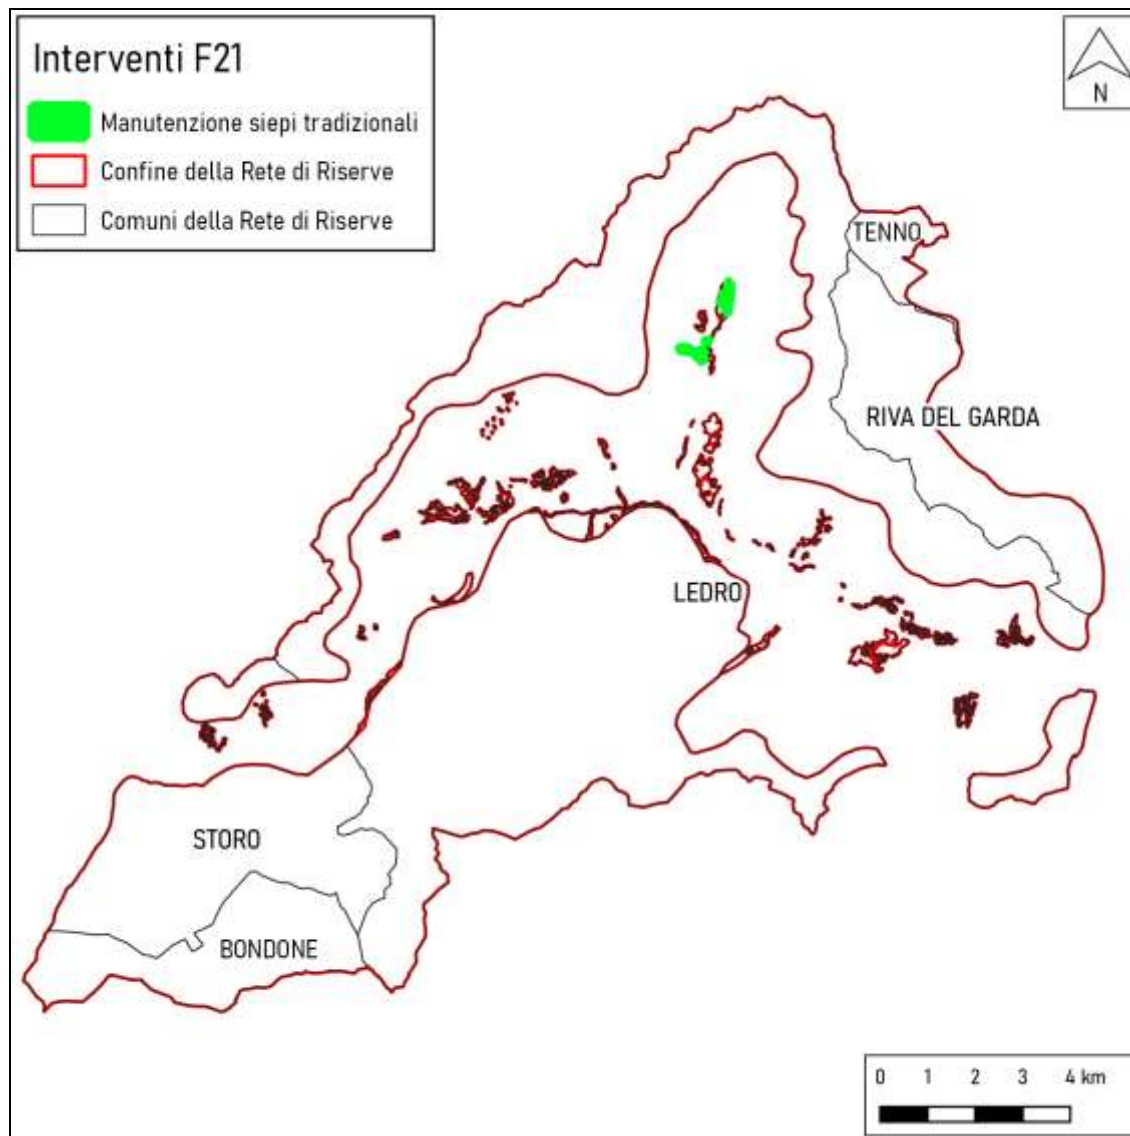 Interventi F21
Manutenzione siepi tradizionali
Confine della Rete di Riserve
Comuni della Rete di Riserve
N
TENNO
RIVA DEL GARDA
LEDRO
STORO
BONDONE
0 1 2 3 4 km